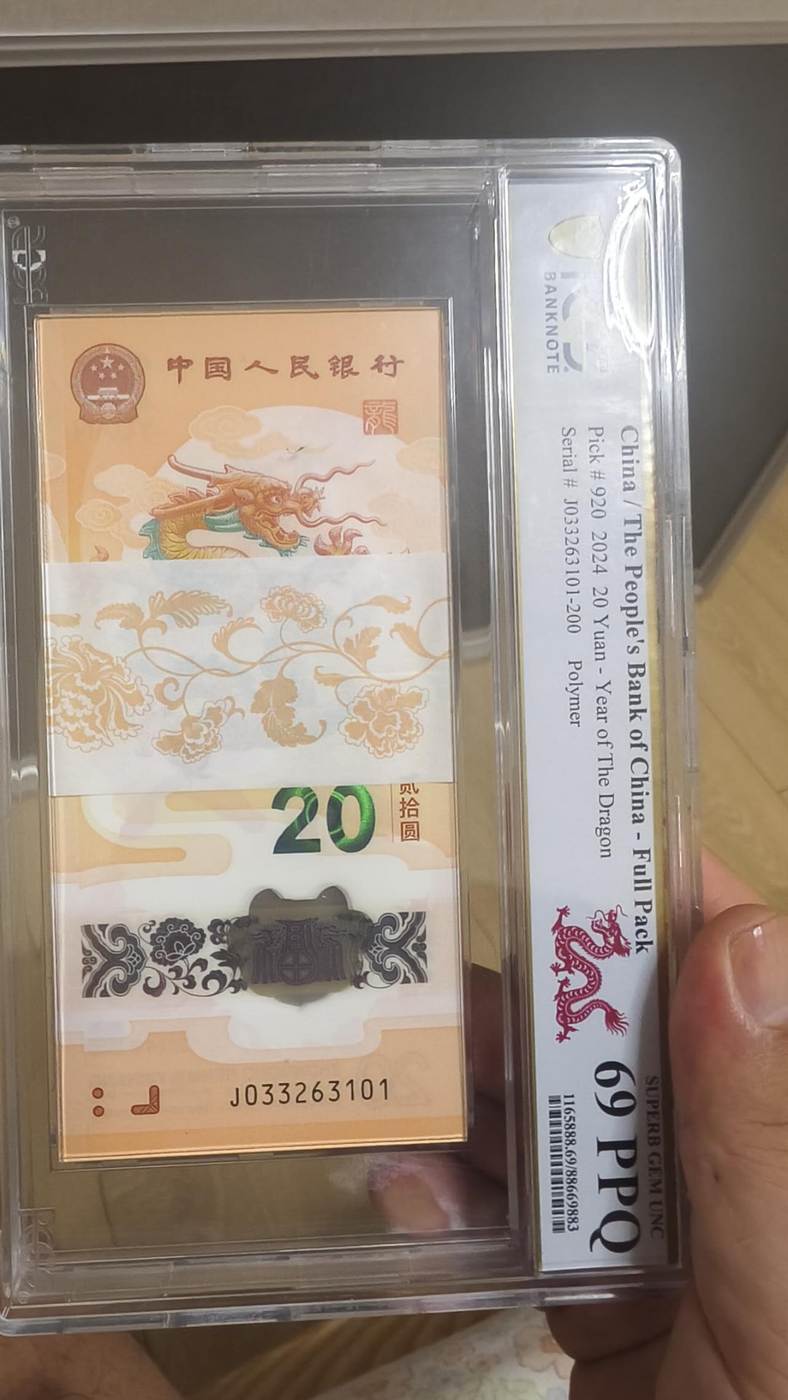 中国人民银行
龍
20
贰拾圆
J033263101
BANKNOTE
China / The People's Bank of China - Full Pack
Pick # 920 2024 20 Yuan - Year of The Dragon
Serial # J033263101-200 Polymer
SUPERB GEM UNC
69 PPQ
1165888.69/88669883